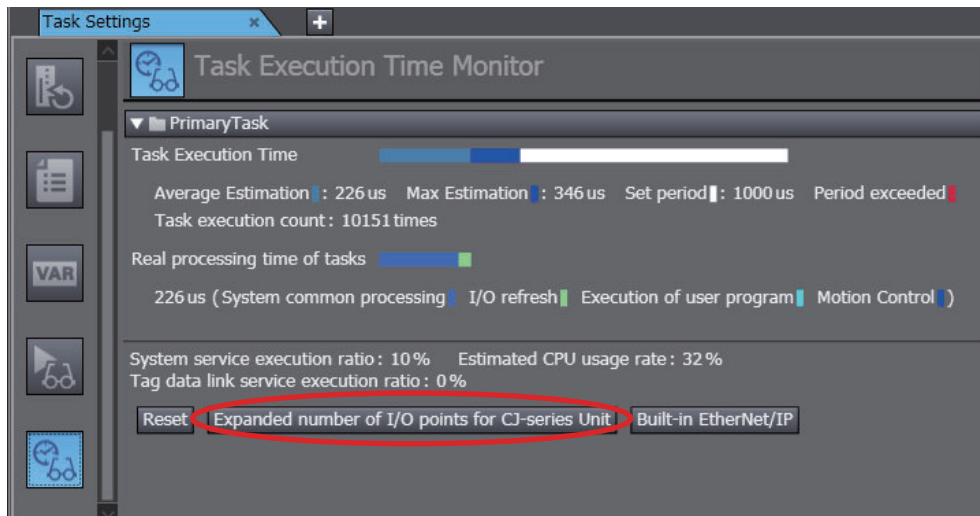 Task Settings × +
Task Execution Time Monitor
PrimaryTask
Task Execution Time
Average Estimation : 226 us Max Estimation : 346 us Set period : 1000 us Period exceeded
Task execution count : 10151 times
Real processing time of tasks
VAR
226 us ( System common processing I/O refresh Execution of user program Motion Control )
System service execution ratio : 10 % Estimated CPU usage rate : 32 %
Tag data link service execution ratio : 0 %
Reset Expanded number of I/O points for CJ-series Unit Built-in EtherNet/IP